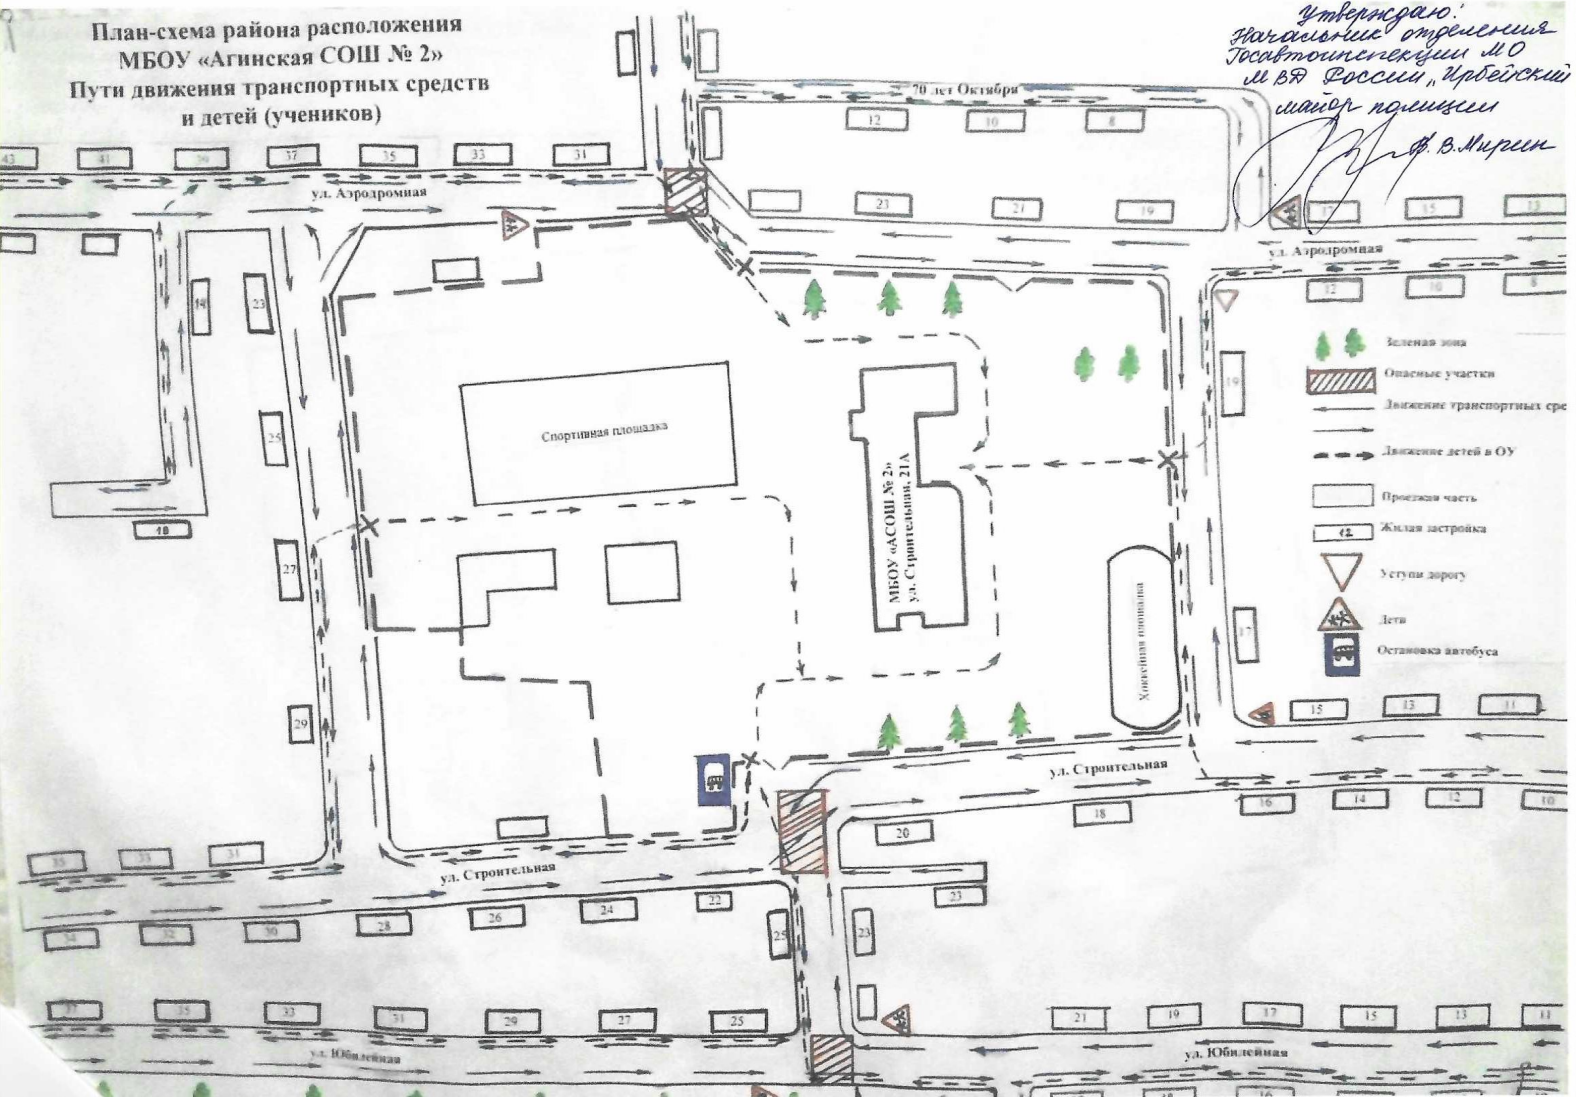 План-схема района расположения
МБОУ «Агинская СОШ № 2»
Пути движения транспортных средств
и детей (учеников)
Утверждаю:
Начальник отделения
Госавтоинспекции МО
МВД России „Ирбейский
майор полиции
В. Мирин
70 лет Октября
12 10 8
43 41 39 37 35 33 31
ул. Аэродромная
23 21 19
17 15 13
ул. Аэродромная
12 10 8
14
23
19
Зеленая зона
Опасные участки
Движение транспортных сре
Движение детей в ОУ
Проезжая часть
12 Жилая застройка
Уступи дорогу
Дети
Остановка автобуса
25
Спортивная площадка
МБОУ «АСОШ № 2»
ул. Строительная, 21А
18
27
Хоккейная площадка
17
29
15 13 11
ул. Строительная
16 14 12 10
18
20
35 33 31
ул. Строительная
23
34 32 30 28 26 24 22
25
23
37 35 33 31 29 27 25
21 19 17 15 13 11
ул. Юбилейная
ул. Юбилейная